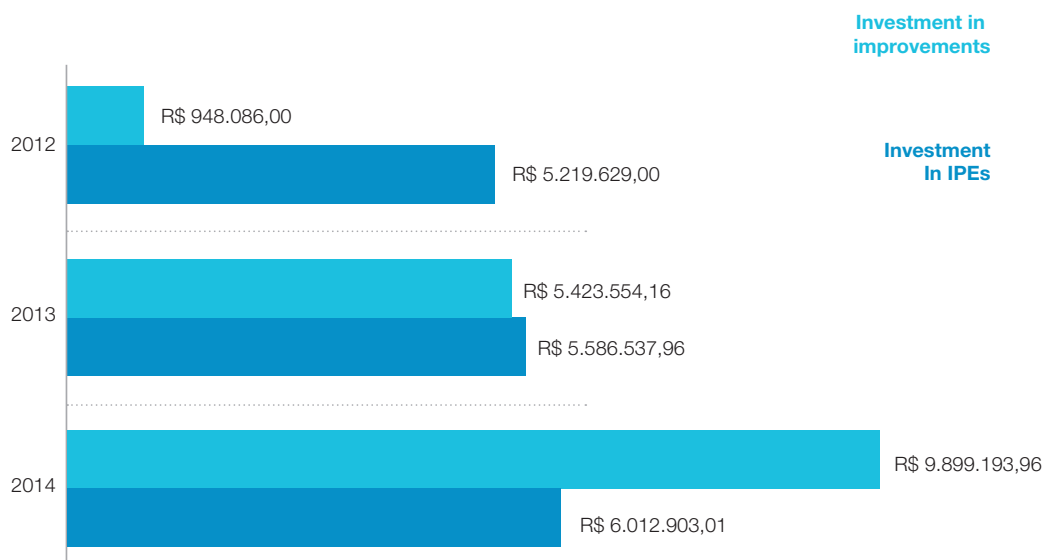 Investment in
improvements
R$ 948.086,00
2012
R$ 5.219.629,00
Investment
In IPEs
R$ 5.423.554,16
2013
R$ 5.586.537,96
R$ 9.899.193,96
2014
R$ 6.012.903,01